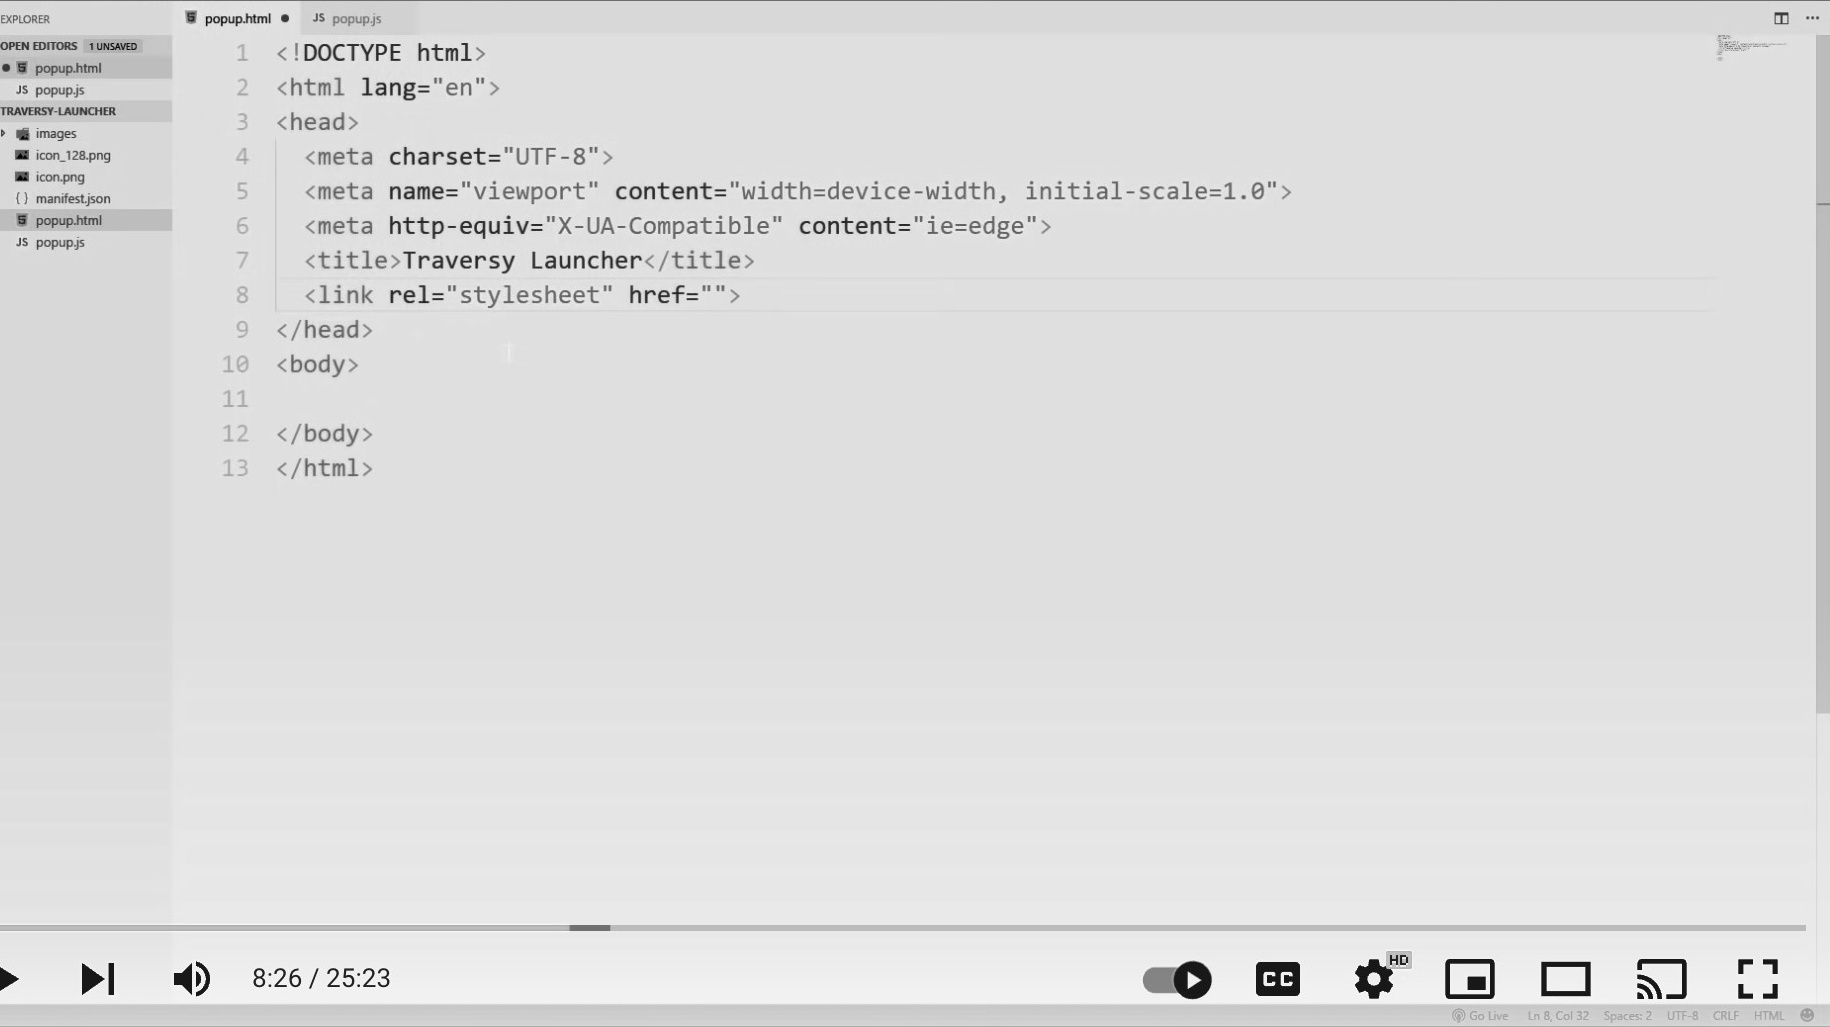 EXPLORER
OPEN EDITORS 1 UNSAVED
popup.html
JS popup.js
TRAVERSY-LAUNCHER
images
icon_128.png
icon.png
{ } manifest.json
popup.html
JS popup.js
popup.html
JS popup.js
1 <!DOCTYPE html>
2 <html lang="en">
3 <head>
4 <meta charset="UTF-8">
5 <meta name="viewport" content="width=device-width, initial-scale=1.0">
6 <meta http-equiv="X-UA-Compatible" content="ie=edge">
7 <title>Traversy Launcher</title>
8 <link rel="stylesheet" href="">
9 </head>
10 <body>
11
12 </body>
13 </html>
8:26 / 25:23
CC
HD
Go Live Ln 8, Col 32 Spaces: 2 UTF-8 CRLF HTML